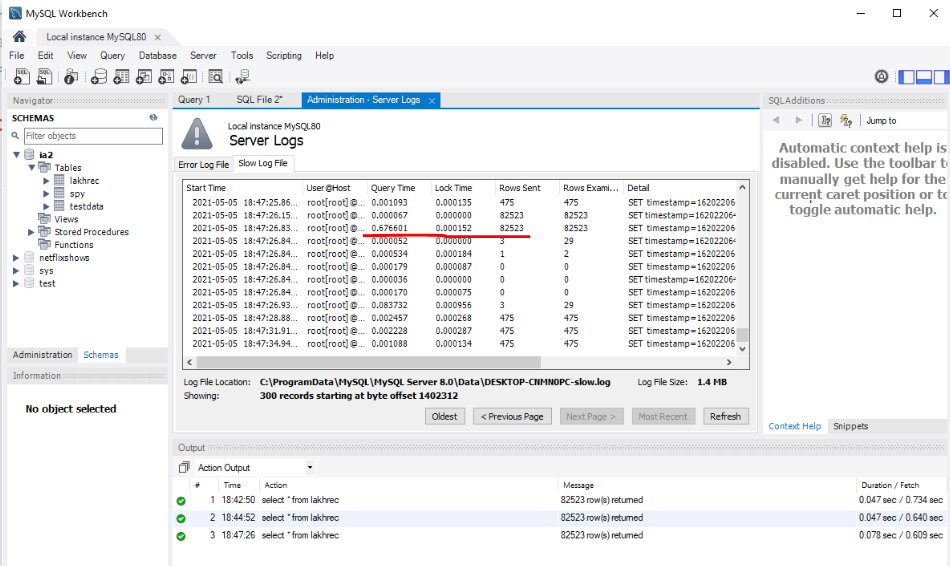 MySQL Workbench
Local instance MySQL80
File Edit View Query Database Server Tools Scripting Help
Navigator
SCHEMAS
Filter objects
ia2
Tables
lakhrec
spy
testdata
Views
Stored Procedures
Functions
netflixshows
sys
test
Administration Schemas
Information
No object selected
Query 1 SQL File 2* Administration - Server Logs
Local instance MySQL80
Server Logs
Error Log File Slow Log File
Start Time User@Host Query Time Lock Time Rows Sent Rows Exami... Detail
2021-05-05 18:47:25.86... root[root] @... 0.001093 0.000135 475 475 SET timestamp=16202206
2021-05-05 18:47:26.15... root[root] @... 0.000067 0.000000 82523 82523 SET timestamp=162022064
2021-05-05 18:47:26.83... root[root] @... 0.676601 0.000152 82523 82523 SET timestamp=16202206
2021-05-05 18:47:26.84... root[root] @... 0.000052 0.000000 3 29 SET timestamp=162022064
2021-05-05 18:47:26.84... root[root] @... 0.000534 0.000184 1 2 SET timestamp=16202206
2021-05-05 18:47:26.84... root[root] @... 0.000179 0.000087 0 0 SET timestamp=16202206
2021-05-05 18:47:26.84... root[root] @... 0.000036 0.000000 0 0 SET timestamp=162022064
2021-05-05 18:47:26.84... root[root] @... 0.000170 0.000075 0 0 SET timestamp=16202206
2021-05-05 18:47:26.93... root[root] @... 0.083732 0.000956 3 29 SET timestamp=16202206
2021-05-05 18:47:28.88... root[root] @... 0.002457 0.000268 475 475 SET timestamp=16202206
2021-05-05 18:47:31.91... root[root] @... 0.002228 0.000287 475 475 SET timestamp=16202206
2021-05-05 18:47:34.94... root[root] @... 0.001088 0.000134 475 475 SET timestamp=16202206
Log File Location: C:\ProgramData\MySQL\MySQL Server 8.0\Data\DESKTOP-CNMN0PC-slow.log Log File Size: 1.4 MB
Showing: 300 records starting at byte offset 1402312
Oldest < Previous Page Next Page > Most Recent Refresh
SQLAdditions
Jump to
Automatic context help is
disabled. Use the toolbar t
manually get help for the
current caret position or to
toggle automatic help.
Context Help Snippets
Output
Action Output
# Time Action Message Duration / Fetch
1 18:42:50 select * from lakhrec 82523 row(s) returned 0.047 sec / 0.734 sec
2 18:44:52 select * from lakhrec 82523 row(s) returned 0.047 sec / 0.640 sec
3 18:47:26 select * from lakhrec 82523 row(s) returned 0.078 sec / 0.609 sec